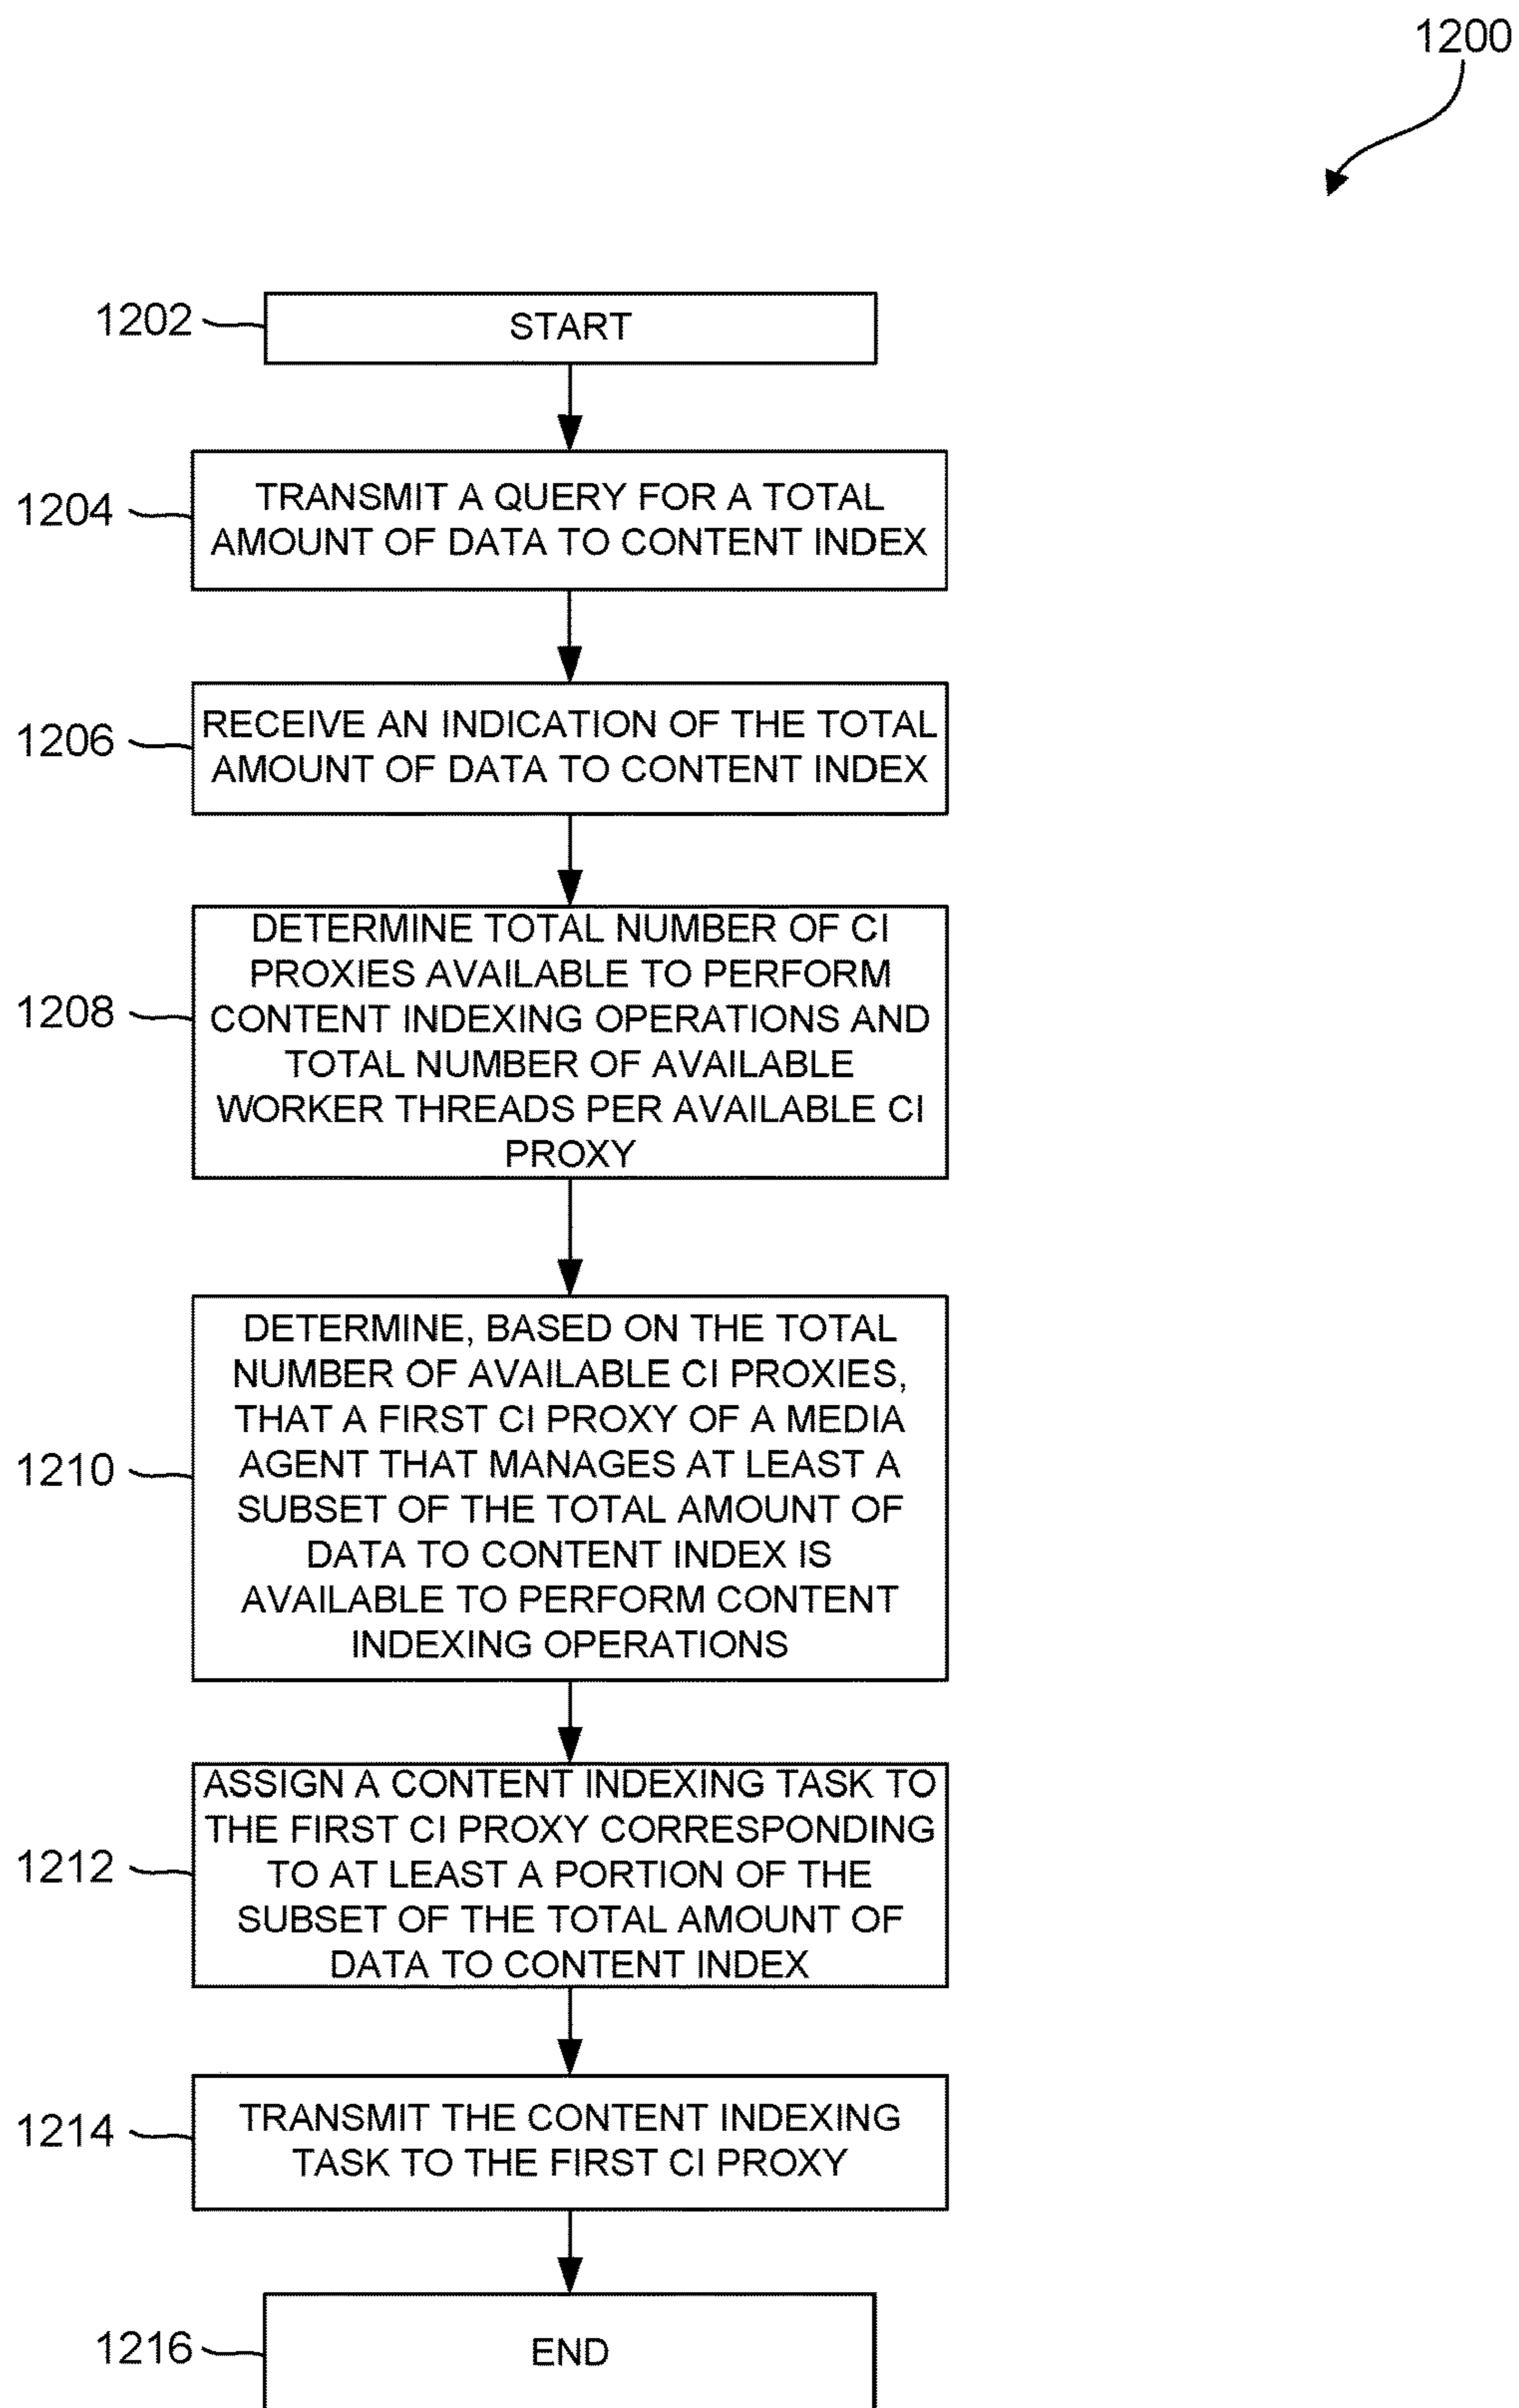 1200
1202
START
1204
TRANSMIT A QUERY FOR A TOTAL
AMOUNT OF DATA TO CONTENT INDEX
1206
RECEIVE AN INDICATION OF THE TOTAL
AMOUNT OF DATA TO CONTENT INDEX
1208
DETERMINE TOTAL NUMBER OF CI
PROXIES AVAILABLE TO PERFORM
CONTENT INDEXING OPERATIONS AND
TOTAL NUMBER OF AVAILABLE
WORKER THREADS PER AVAILABLE CI
PROXY
1210
DETERMINE, BASED ON THE TOTAL
NUMBER OF AVAILABLE CI PROXIES,
THAT A FIRST CI PROXY OF A MEDIA
AGENT THAT MANAGES AT LEAST A
SUBSET OF THE TOTAL AMOUNT OF
DATA TO CONTENT INDEX IS
AVAILABLE TO PERFORM CONTENT
INDEXING OPERATIONS
1212
ASSIGN A CONTENT INDEXING TASK TO
THE FIRST CI PROXY CORRESPONDING
TO AT LEAST A PORTION OF THE
SUBSET OF THE TOTAL AMOUNT OF
DATA TO CONTENT INDEX
1214
TRANSMIT THE CONTENT INDEXING
TASK TO THE FIRST CI PROXY
1216
END